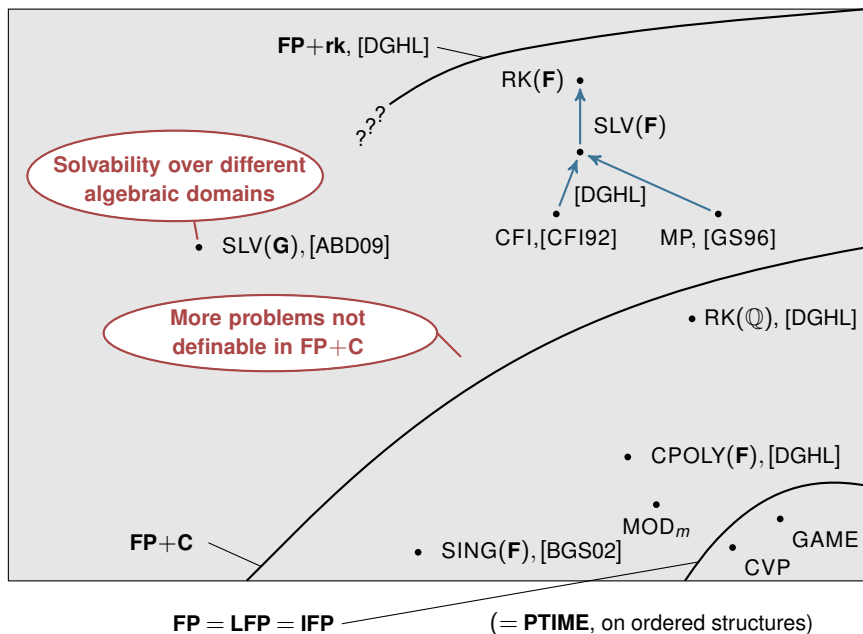 FP+rk, [DGHL]
RK(F)
???
SLV(F)
Solvability over different
algebraic domains
[DGHL]
CFI,[CFI92]
MP, [GS96]
SLV(G), [ABD09]
More problems not
definable in FP+C
RK(ℚ), [DGHL]
CPOLY(F), [DGHL]
MODₘ
GAME
FP+C
SING(F), [BGS02]
CVP
FP = LFP = IFP
(= PTIME, on ordered structures)